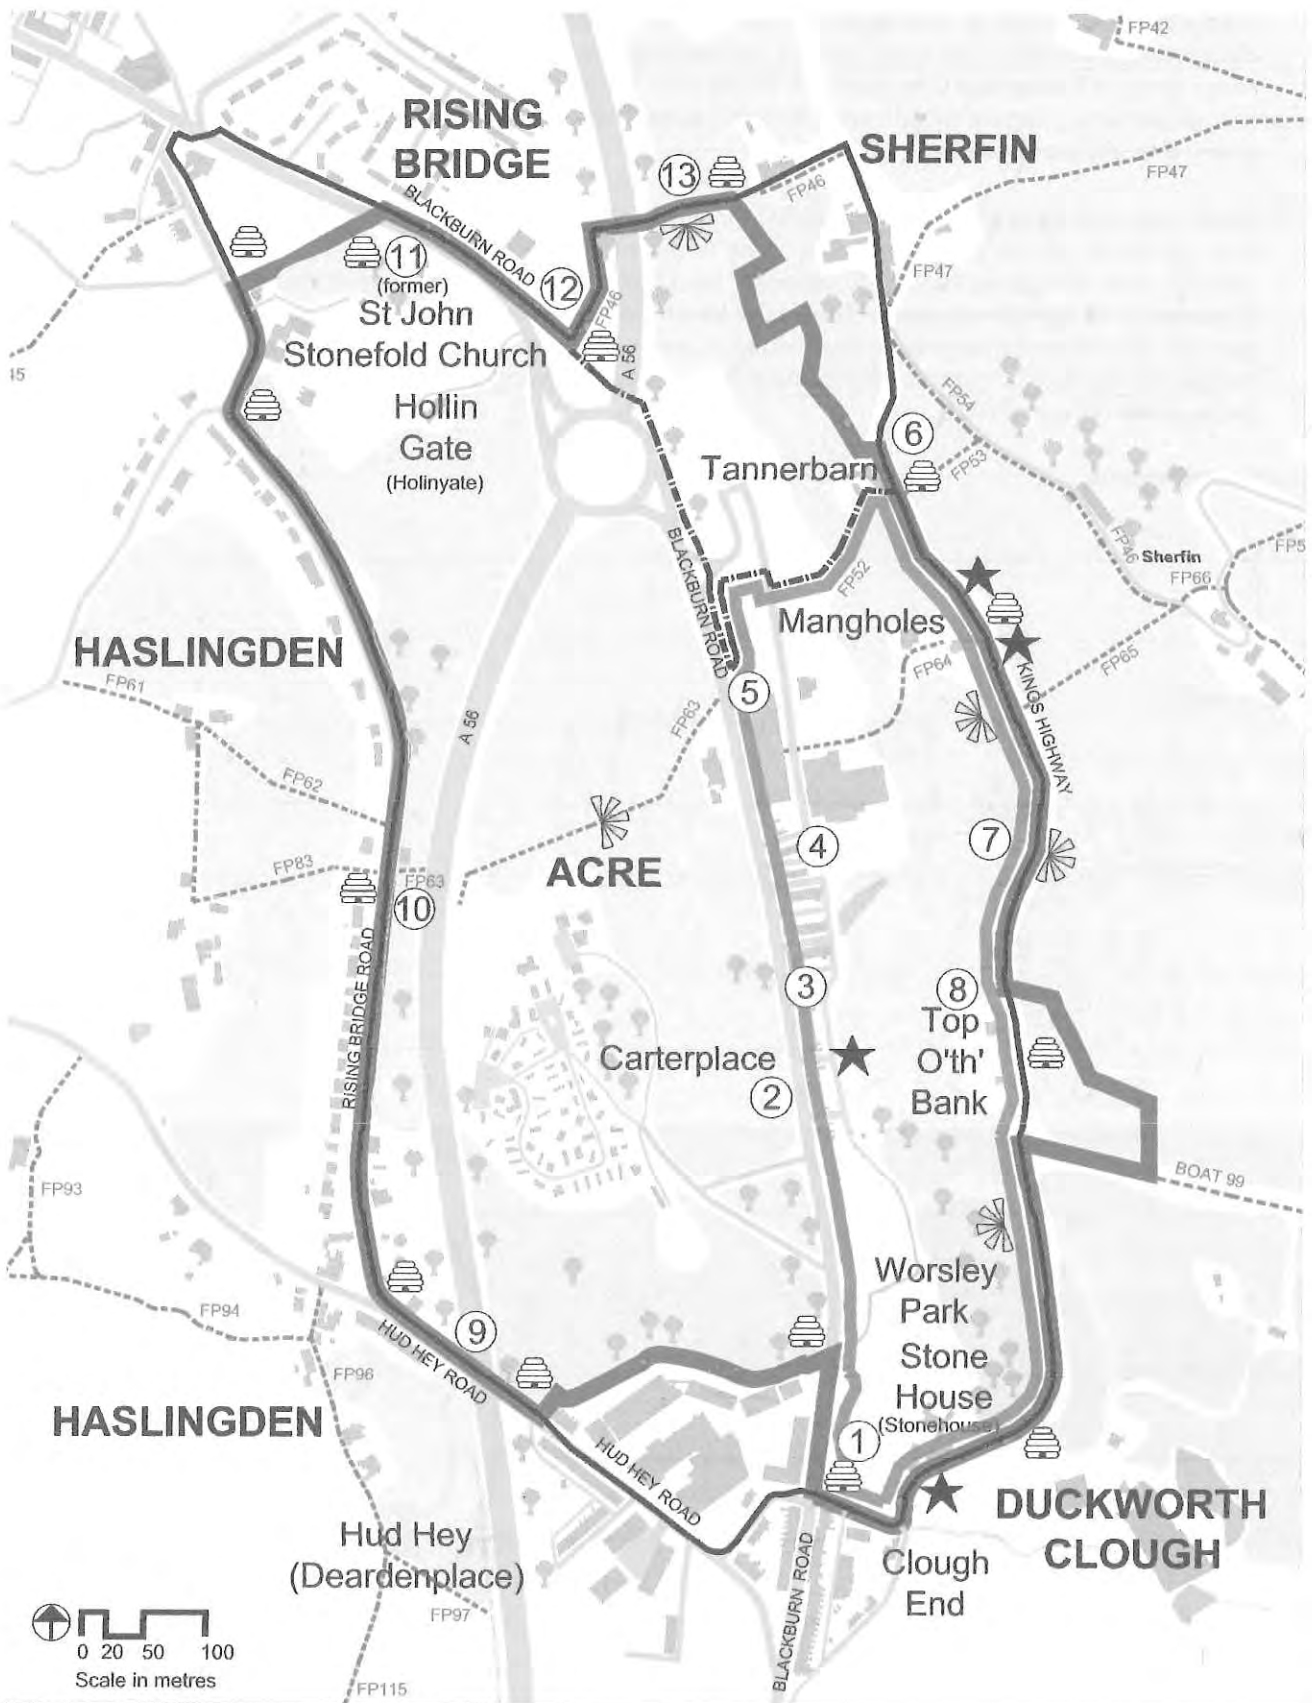 FP42
RISING
BRIDGE
SHERFIN
13
FP46
FP47
BLACKBURN ROAD
11
(former)
St John
Stonefold Church
12
FP46
FP47
A 56
FP54
Hollin
Gate
(Holinyate)
6
Tannerbarn
FP53
FP46
Sherfin
FP66
BLACKBURN ROAD
FP52
Mangholes
HASLINGDEN
FP61
FP64
FP65
KINGS HIGHWAY
5
A 56
FP63
FP62
7
4
ACRE
FP83
FP63
10
RISING BRIDGE ROAD
3
8
Top
O'th'
Bank
Carterplace
2
BOAT 99
FP93
Worsley
Park
Stone
House
(Stonehouse)
FP94
9
HUD HEY ROAD
FP96
HASLINGDEN
1
HUD HEY ROAD
DUCKWORTH
CLOUGH
Hud Hey
(Deardenplace)
Clough
End
BLACKBURN ROAD
FP97
0 20 50 100
Scale in metres
FP115